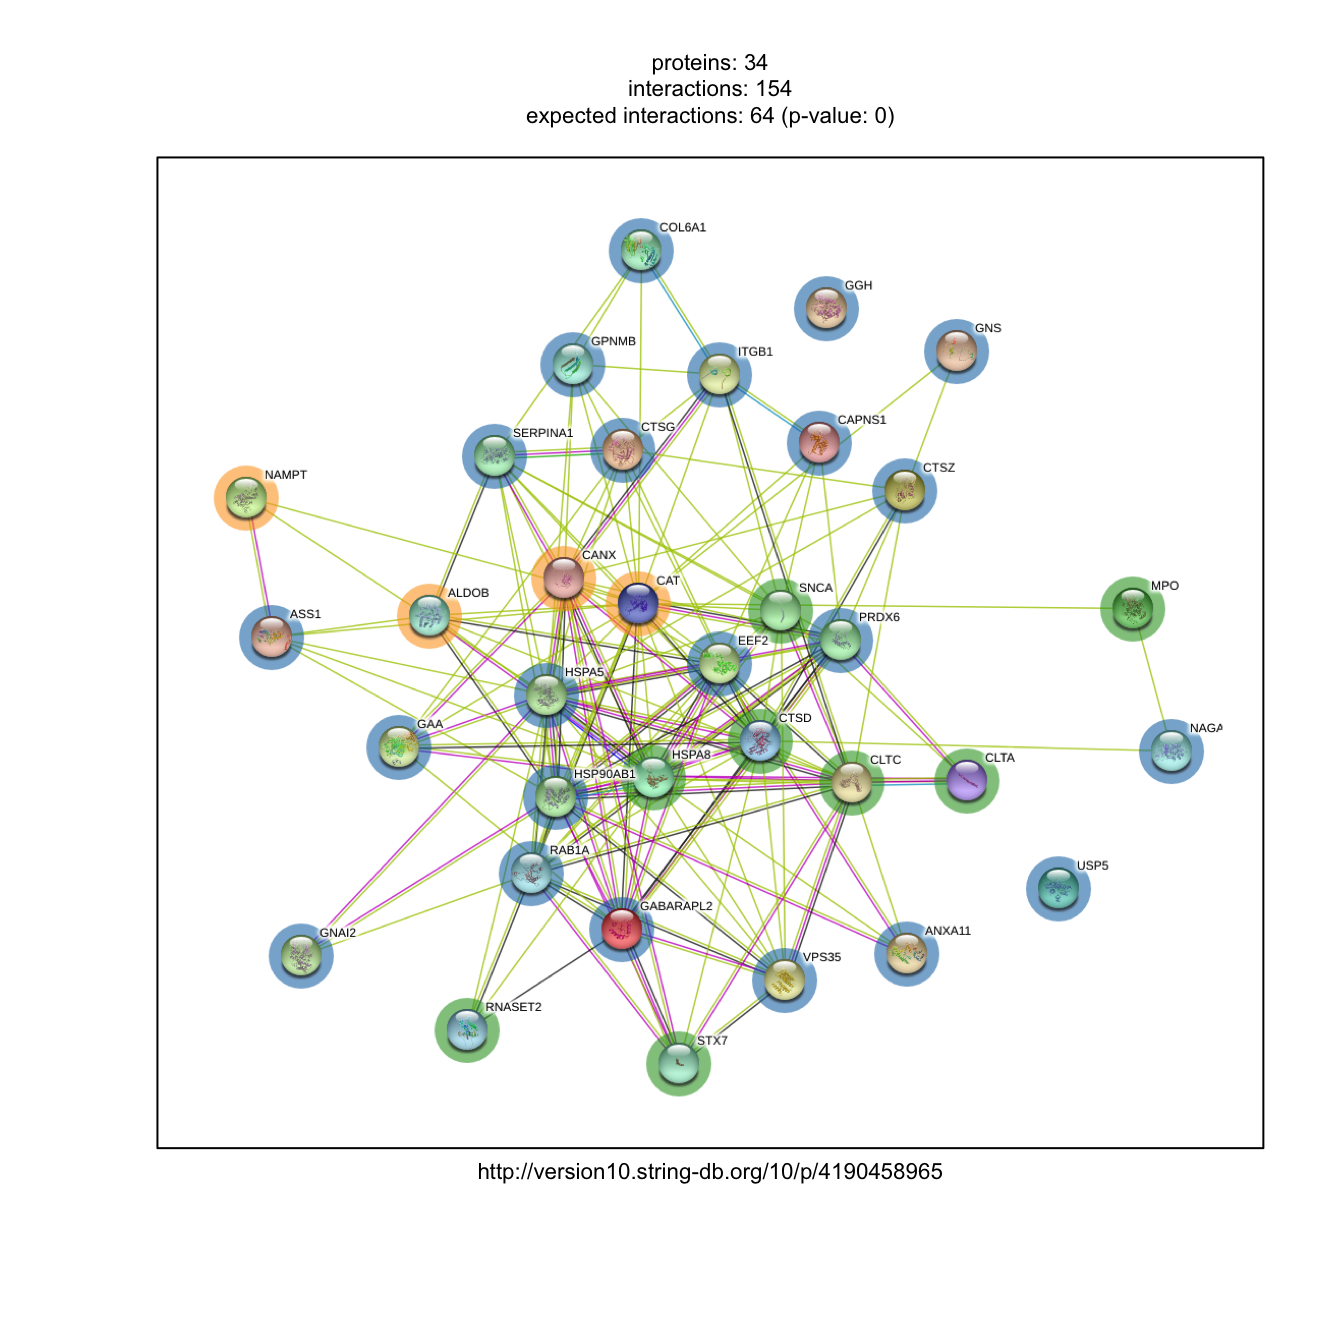 proteins: 34
interactions: 154
expected interactions: 64 (p-value: 0)
COL6A1
GGH
GNS
GPNMB
ITGB1
CAPNS1
CTSG
SERPINA1
CTSZ
NAMPT
CANX
CAT
SNCA
MPO
ALDOB
ASS1
PRDX6
EEF2
HSPA5
CTSD
GAA
NAGA
HSPA8
CLTC
CLTA
HSP90AB1
RAB1A
USP5
GABARAPL2
GNAI2
ANXA11
VPS35
RNASET2
STX7
http://version10.string-db.org/10/p/4190458965